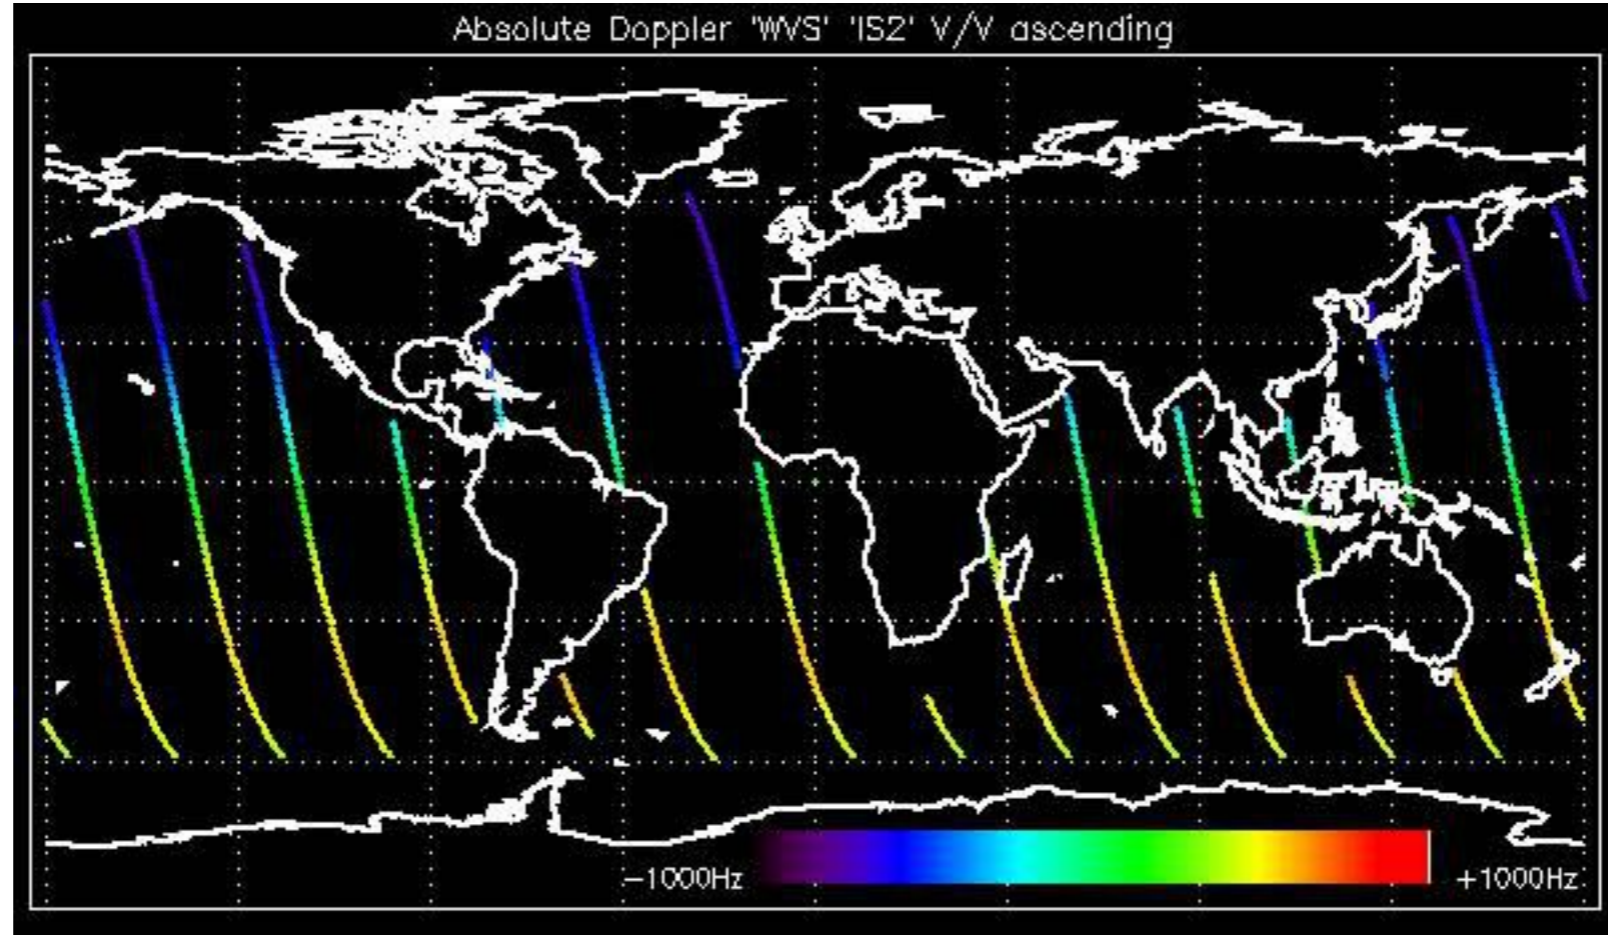 Absolute Doppler 'WVS' 'IS2' V/V ascending
-1000Hz +1000Hz